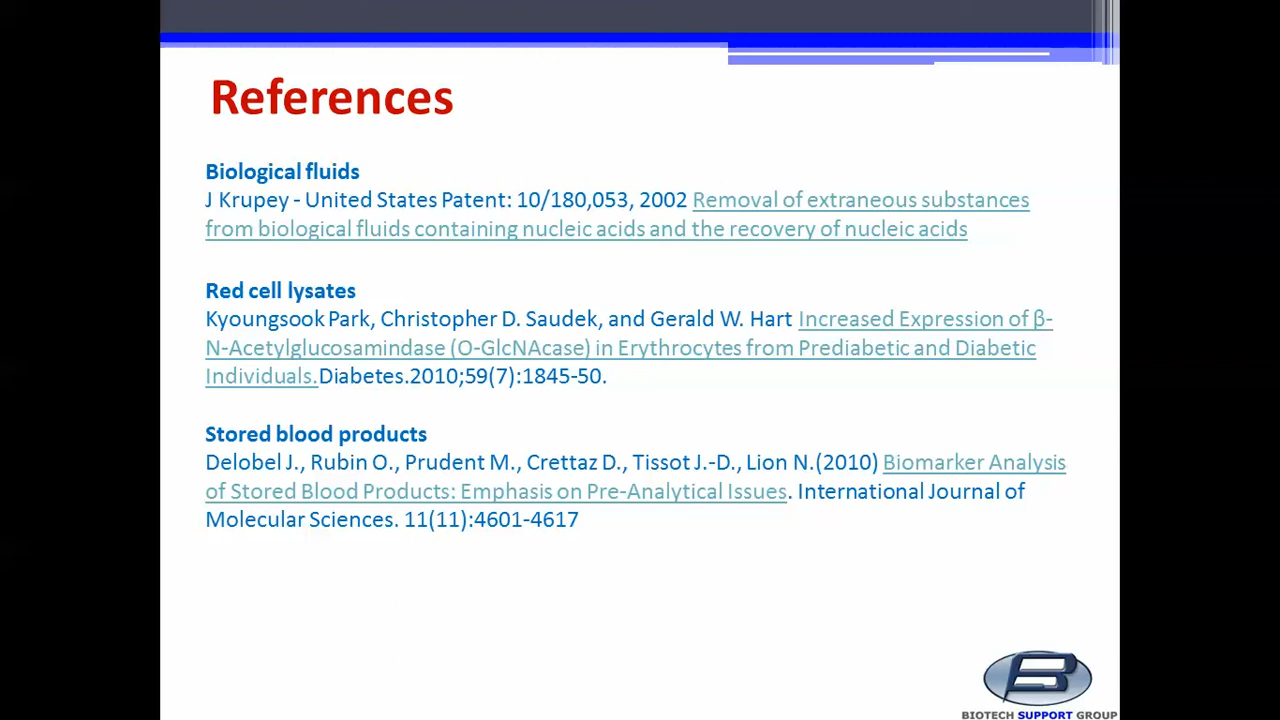 References
Biological fluids
J Krupey - United States Patent: 10/180,053, 2002 Removal of extraneous substances
from biological fluids containing nucleic acids and the recovery of nucleic acids
Red cell lysates
Kyoungsook Park, Christopher D. Saudek, and Gerald W. Hart Increased Expression of β-
N-Acetylglucosamindase (O-GlcNAcase) in Erythrocytes from Prediabetic and Diabetic
Individuals.Diabetes.2010;59(7):1845-50.
Stored blood products
Delobel J., Rubin O., Prudent M., Crettaz D., Tissot J.-D., Lion N.(2010) Biomarker Analysis
of Stored Blood Products: Emphasis on Pre-Analytical Issues. International Journal of
Molecular Sciences. 11(11):4601-4617
B
BIOTECH SUPPORT GROUP